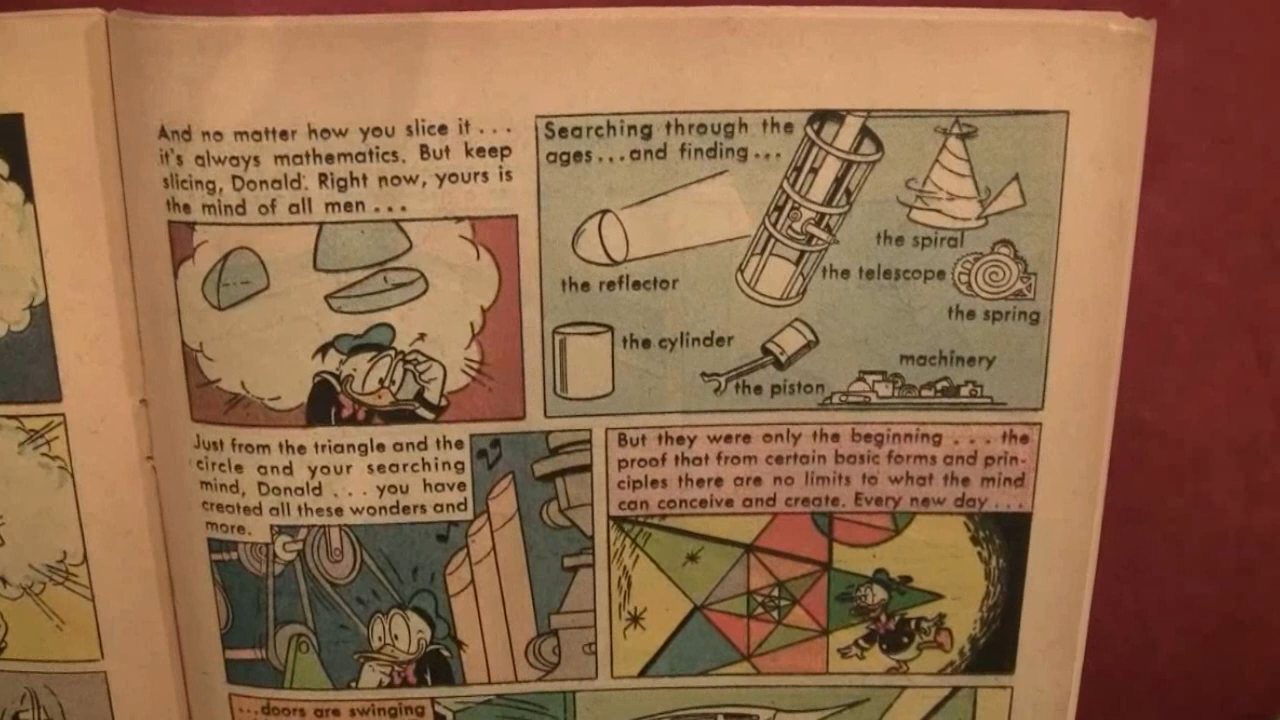 And no matter how you slice it . . .
it's always mathematics. But keep
slicing, Donald. Right now, yours is
the mind of all men . . .
Searching through the
ages...and finding...
the reflector
the spiral
the telescope
the spring
the cylinder
the piston
machinery
Just from the triangle and the
circle and your searching
mind, Donald . . . you have
created all these wonders and
more.
But they were only the beginning . . . the
proof that from certain basic forms and prin-
ciples there are no limits to what the mind
can conceive and create. Every new day . . .
...doors are swinging